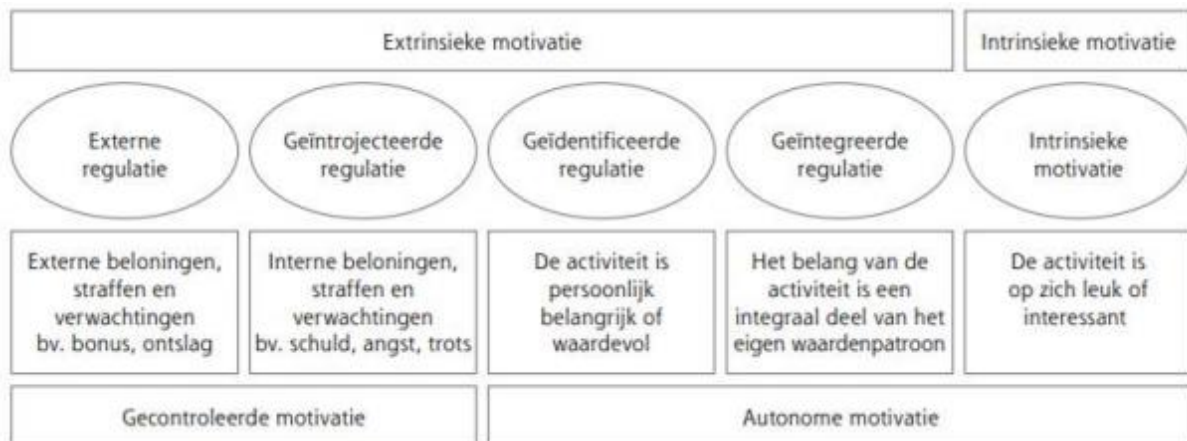 Extrinsieke motivatie
Intrinsieke motivatie
Externe
regulatie
Geïntrojecteerde
regulatie
Geïdentificeerde
regulatie
Geïntegreerde
regulatie
Intrinsieke
motivatie
Externe beloningen,
straffen en
verwachtingen
bv. bonus, ontslag
Interne beloningen,
straffen en
verwachtingen
bv. schuld, angst, trots
De activiteit is
persoonlijk
belangrijk of
waardevol
Het belang van de
activiteit is een
integraal deel van het
eigen waardenpatroon
De activiteit is
op zich leuk of
interessant
Gecontroleerde motivatie
Autonome motivatie